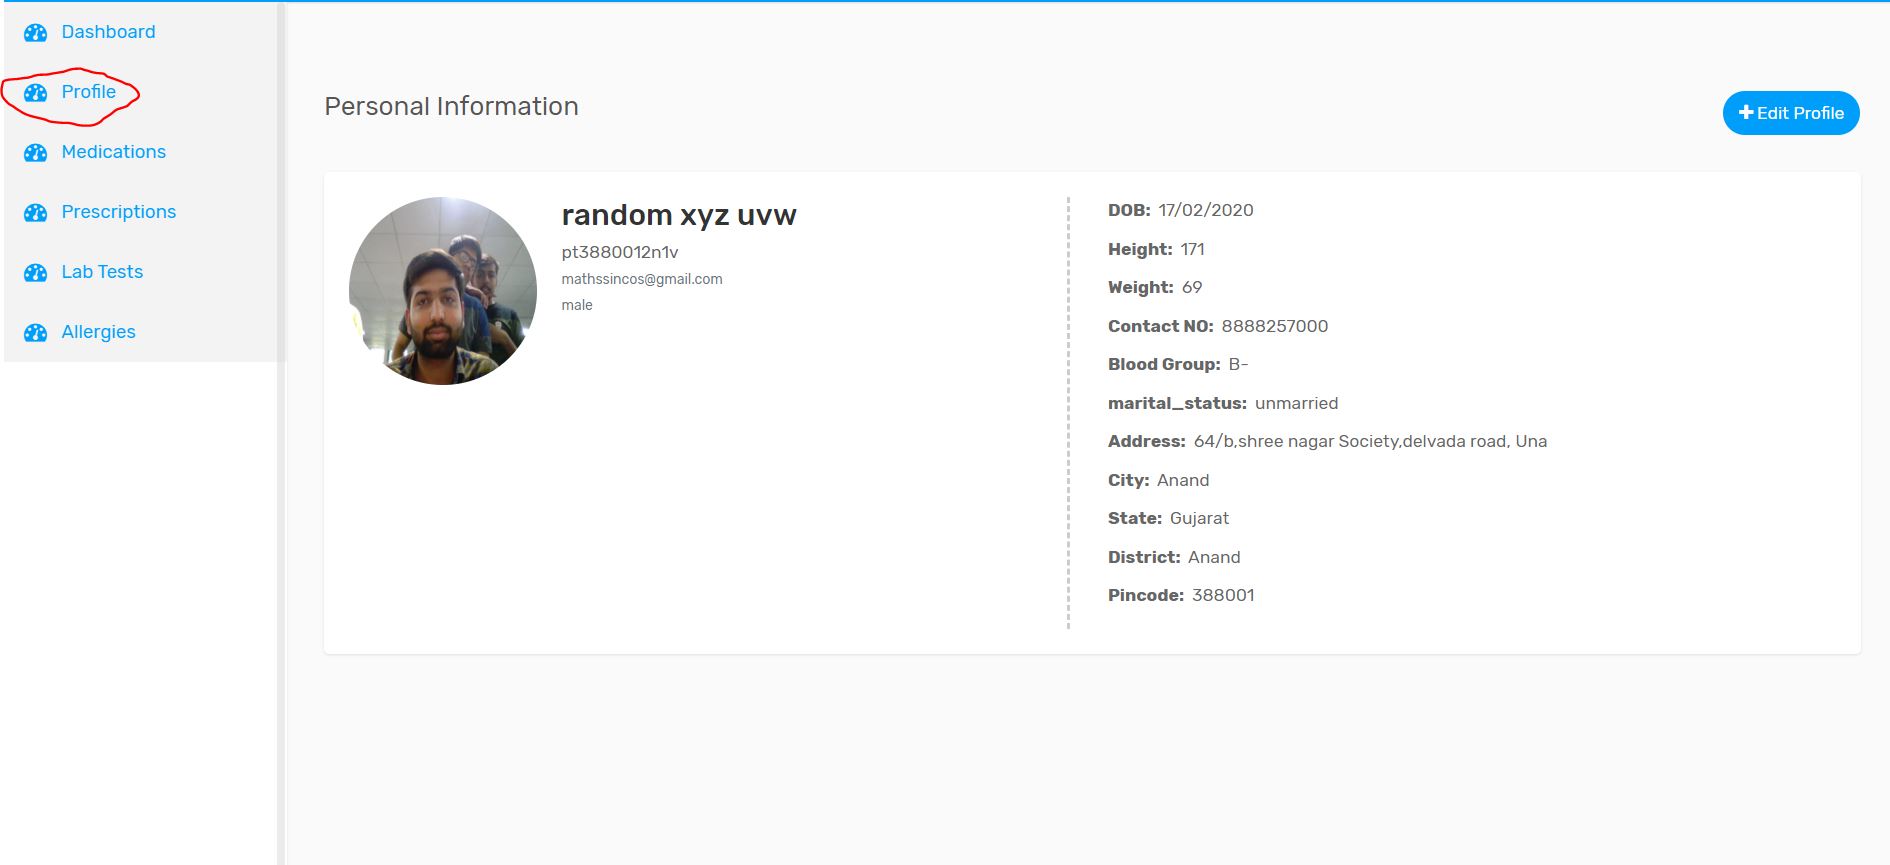 Dashboard
Profile
Medications
Prescriptions
Lab Tests
Allergies
Personal Information
Edit Profile
random xyz uvw
pt3880012n1v
mathssincos@gmail.com
male
DOB: 17/02/2020
Height: 171
Weight: 69
Contact NO: 8888257000
Blood Group: B-
marital_status: unmarried
Address: 64/b,shree nagar Society,delvada road, Una
City: Anand
State: Gujarat
District: Anand
Pincode: 388001